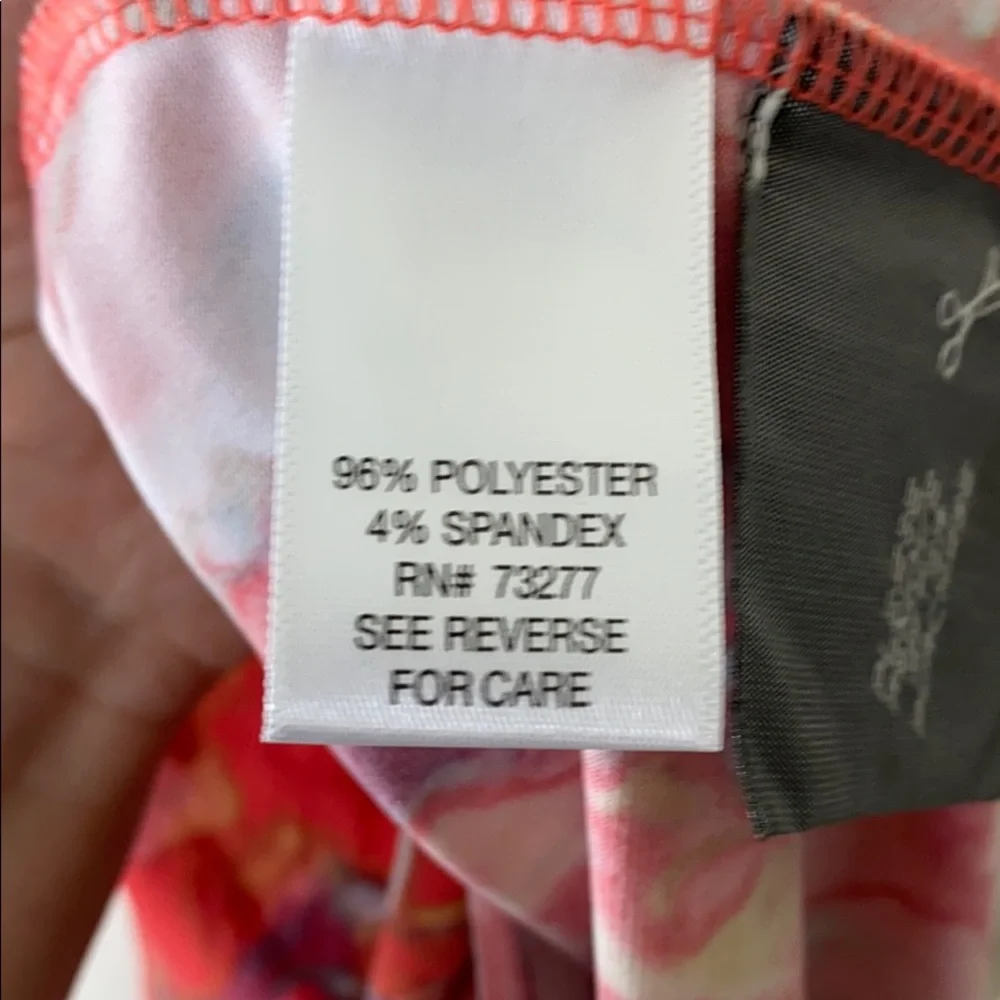 96% POLYESTER
4% SPANDEX
RN# 73277
SEE REVERSE
FOR CARE